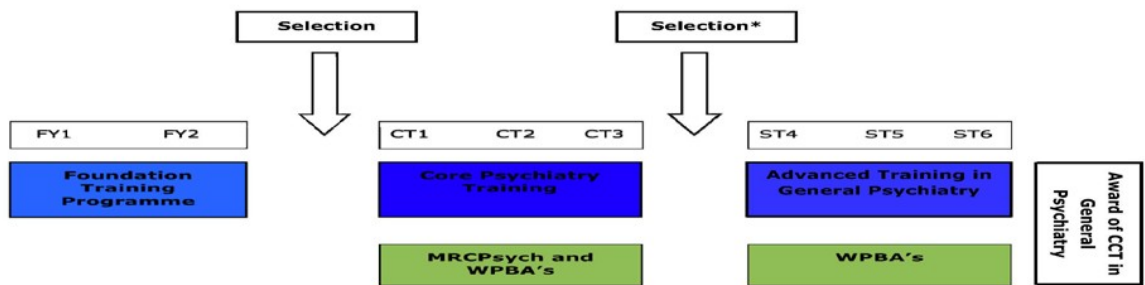 Selection
Selection*
FY1 FY2
CT1 CT2 CT3
ST4 ST5 ST6
Foundation
Training
Programme
Core Psychiatry
Training
Advanced Training in
General Psychiatry
MRCPsych and
WPBA's
WPBA's
Award of CCT in
General
Psychiatry